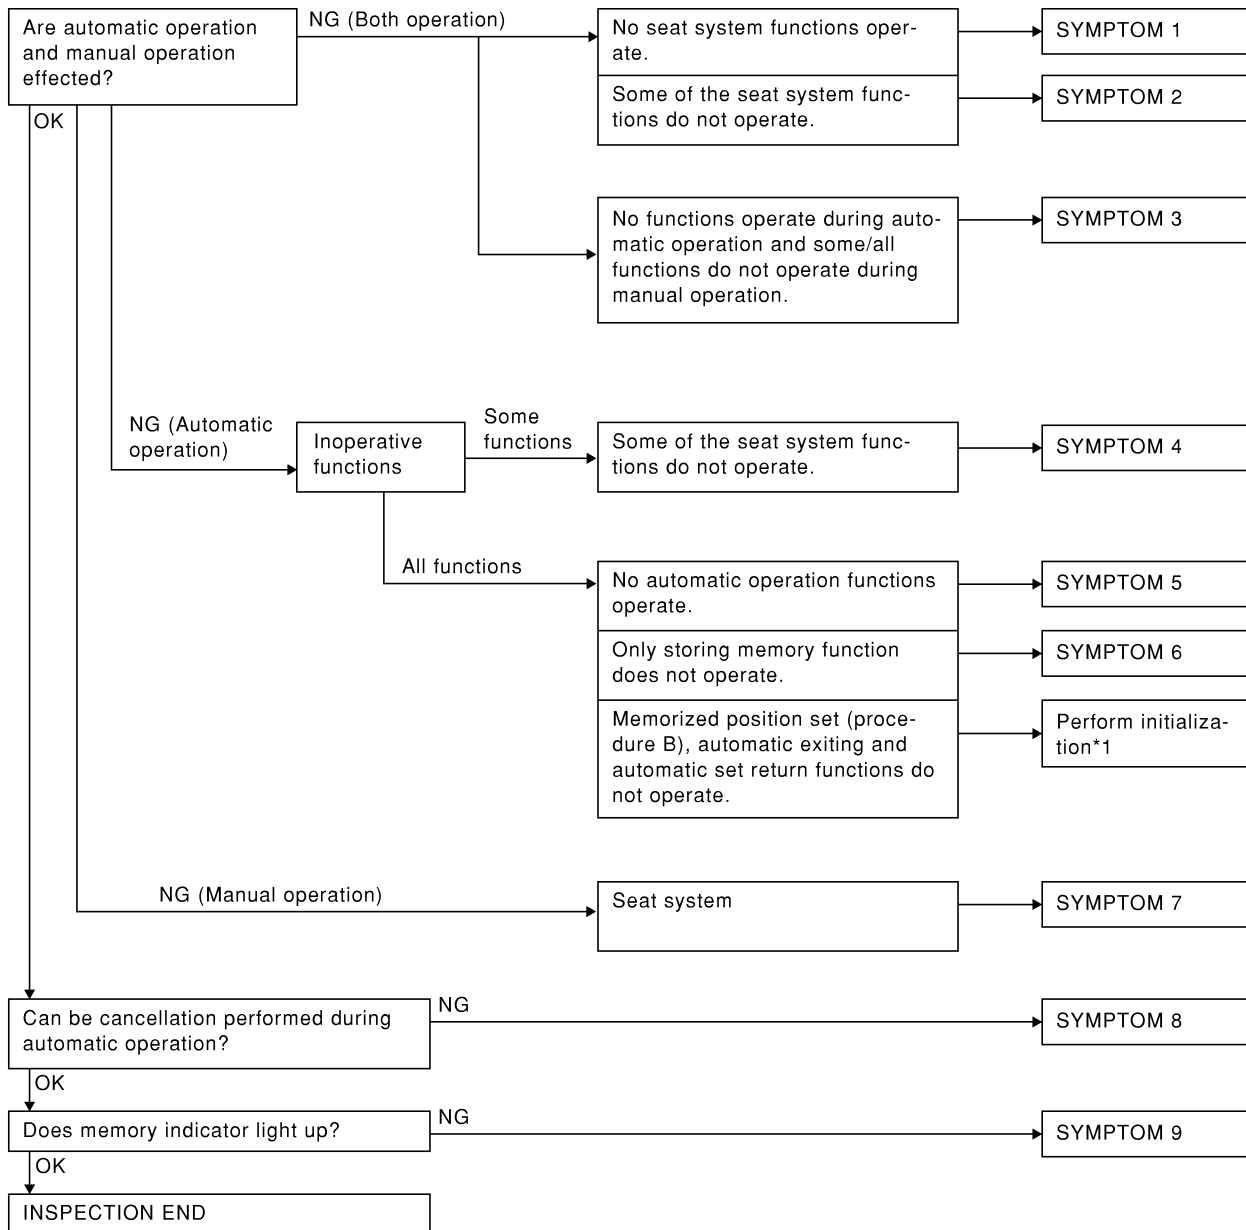 Are automatic operation
and manual operation
effected?
NG (Both operation)
No seat system functions oper-
ate.
SYMPTOM 1
Some of the seat system func-
tions do not operate.
SYMPTOM 2
OK
No functions operate during auto-
matic operation and some/all
functions do not operate during
manual operation.
SYMPTOM 3
NG (Automatic
operation)
Inoperative
functions
Some
functions
Some of the seat system func-
tions do not operate.
SYMPTOM 4
All functions
No automatic operation functions
operate.
SYMPTOM 5
Only storing memory function
does not operate.
SYMPTOM 6
Memorized position set (proce-
dure B), automatic exiting and
automatic set return functions do
not operate.
Perform initializa-
tion*1
NG (Manual operation)
Seat system
SYMPTOM 7
Can be cancellation performed during
automatic operation?
NG
SYMPTOM 8
OK
Does memory indicator light up?
NG
SYMPTOM 9
OK
INSPECTION END